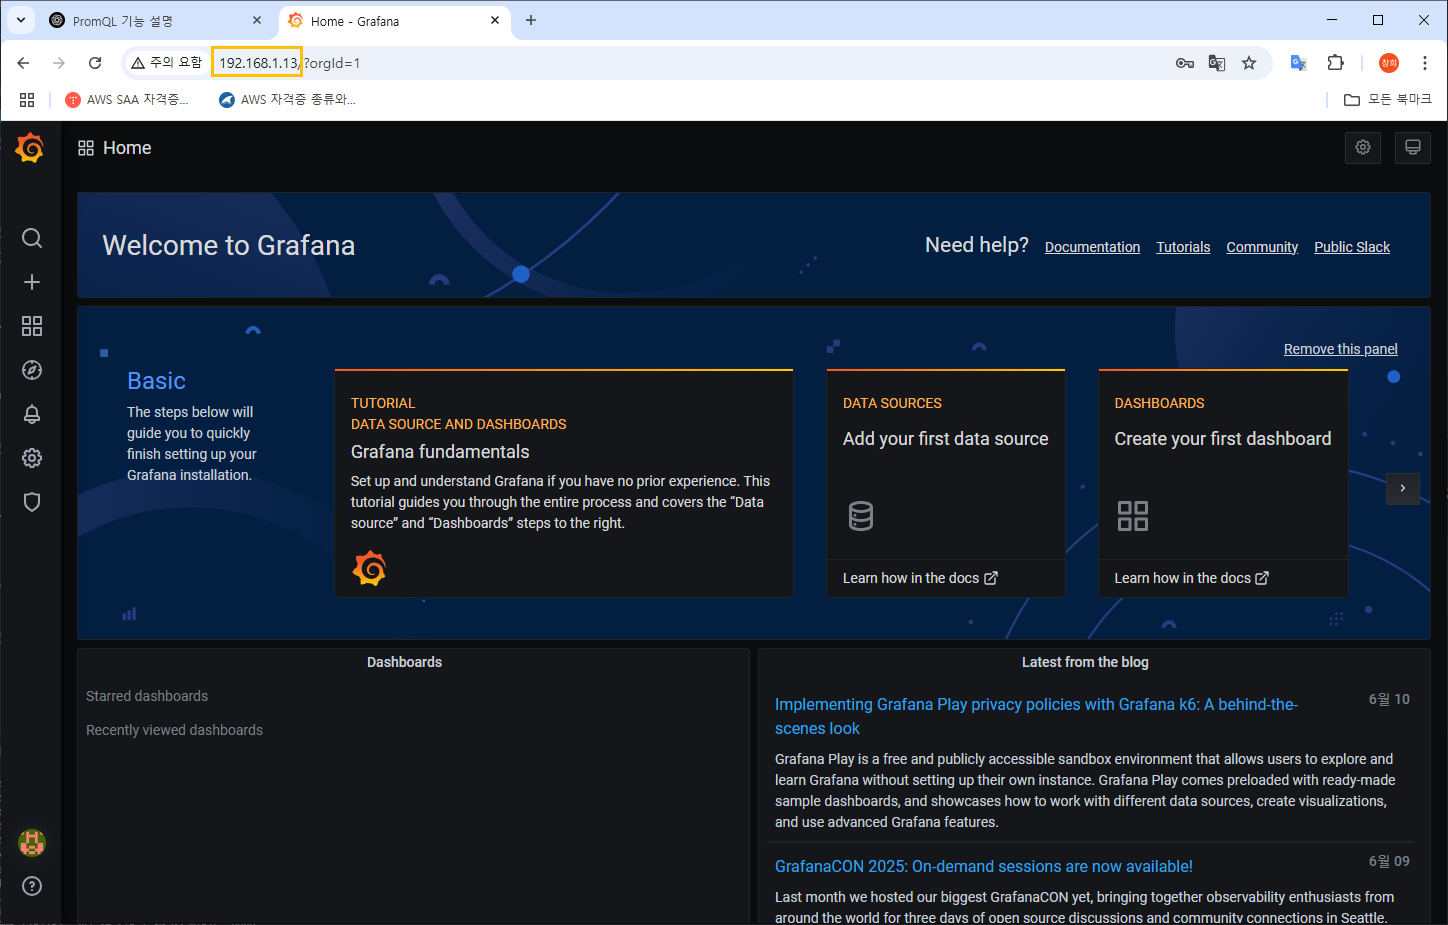 PromQL 기능 설명
Home - Grafana
주의 요함
192.168.1.13/?orgId=1
창희
AWS SAA 자격증...
AWS 자격증 종류와...
모든 북마크
Home
Welcome to Grafana
Need help?
Documentation
Tutorials
Community
Public Slack
Remove this panel
Basic
The steps below will
guide you to quickly
finish setting up your
Grafana installation.
TUTORIAL
DATA SOURCE AND DASHBOARDS
Grafana fundamentals
Set up and understand Grafana if you have no prior experience. This
tutorial guides you through the entire process and covers the “Data
source” and “Dashboards” steps to the right.
DATA SOURCES
Add your first data source
Learn how in the docs
DASHBOARDS
Create your first dashboard
Learn how in the docs
Dashboards
Starred dashboards
Recently viewed dashboards
Latest from the blog
Implementing Grafana Play privacy policies with Grafana k6: A behind-the-
scenes look
6월 10
Grafana Play is a free and publicly accessible sandbox environment that allows users to explore and
learn Grafana without setting up their own instance. Grafana Play comes preloaded with ready-made
sample dashboards, and showcases how to work with different data sources, create visualizations,
and use advanced Grafana features.
GrafanaCON 2025: On-demand sessions are now available!
6월 09
Last month we hosted our biggest GrafanaCON yet, bringing together observability enthusiasts from
around the world for three days of open source discussions and community connections in Seattle.